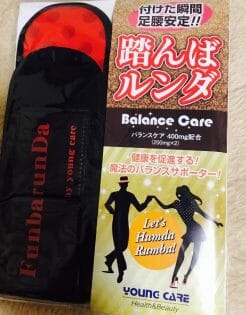 付けた瞬間
足腰安定!!
踏んば
ルンダ
Balance Care
バランスケア 400mg配合
(200mg×2)
健康を促進する!
魔法のバランスサポーター!
Let's
Hamda
Rumba!
YOUNG CARE
Health&Beauty
FunbarunDa
by young care